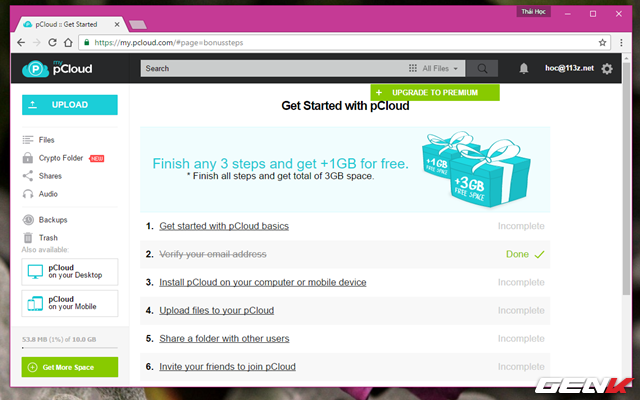 Thái Học
pCloud :: Get Started
https://my.pcloud.com/#page=bonussteps
my
pCloud
Search
All Files
hoc@113z.net
UPGRADE TO PREMIUM
Get Started with pCloud
UPLOAD
Files
Crypto Folder NEW
Shares
Audio
Backups
Trash
Also available:
pCloud
on your Desktop
pCloud
on your Mobile
53.8 MB (1%) of 10.0 GB
Get More Space
Finish any 3 steps and get +1GB for free.
* Finish all steps and get total of 3GB space.
+1GB
FREE SPACE
+3GB
FREE SPACE
1. Get started with pCloud basics Incomplete
2. Verify your email address Done
3. Install pCloud on your computer or mobile device Incomplete
4. Upload files to your pCloud Incomplete
5. Share a folder with other users Incomplete
6. Invite your friends to join pCloud Incomplete
GENK